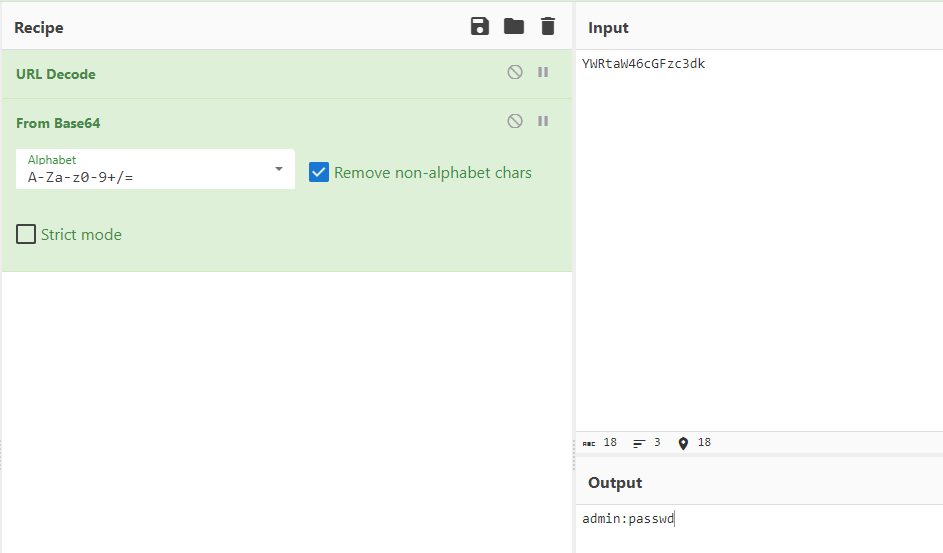 Recipe
URL Decode
From Base64
Alphabet
A-Za-z0-9+/=
Remove non-alphabet chars
Strict mode
Input
YWRtaW46cGFzc3dk
ABC 18 3 18
Output
admin:passwd